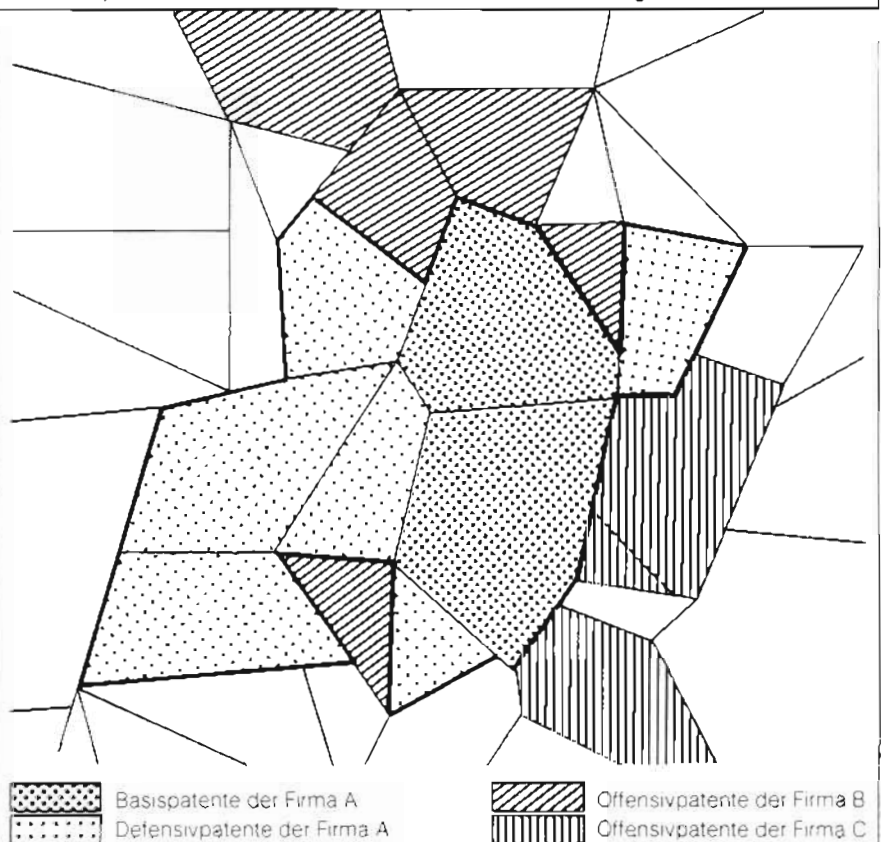 Basispatente der Firma A
Defensivpatente der Firma A
Offensivpatente der Firma B
Offensivpatente der Firma C